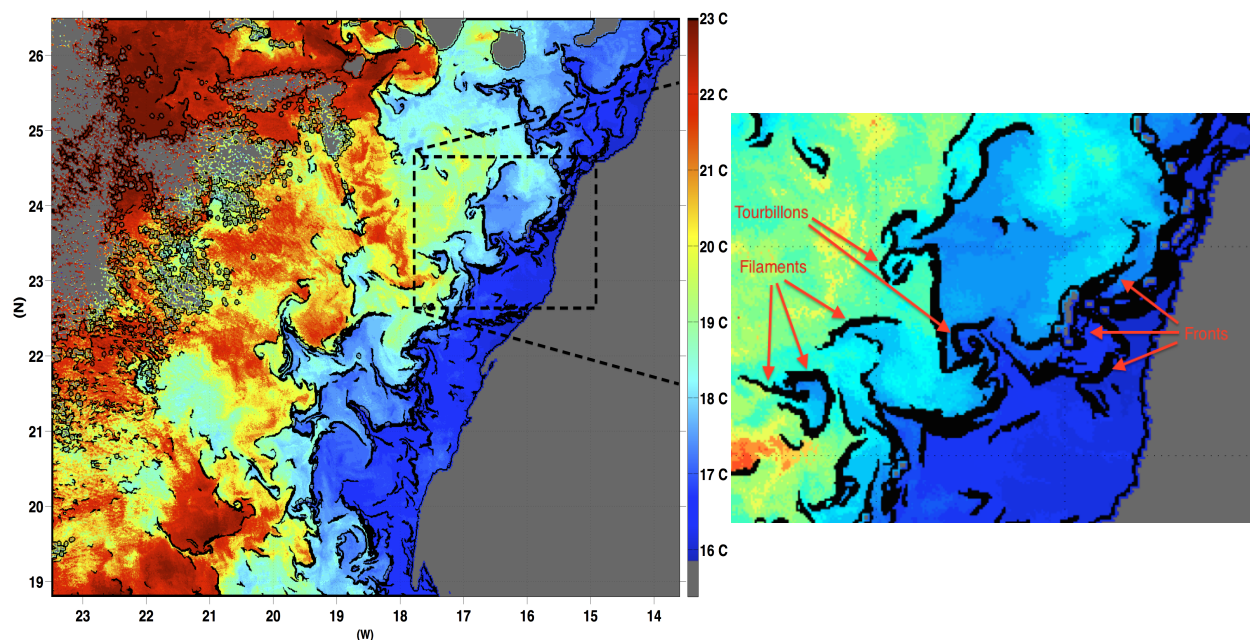 26
25
24
23
22
21
20
19
(N)
23
22
21
20
19
18
17
16
15
14
(W)
23 C
22 C
21 C
20 C
19 C
18 C
17 C
16 C
Tourbillons
Filaments
Fronts